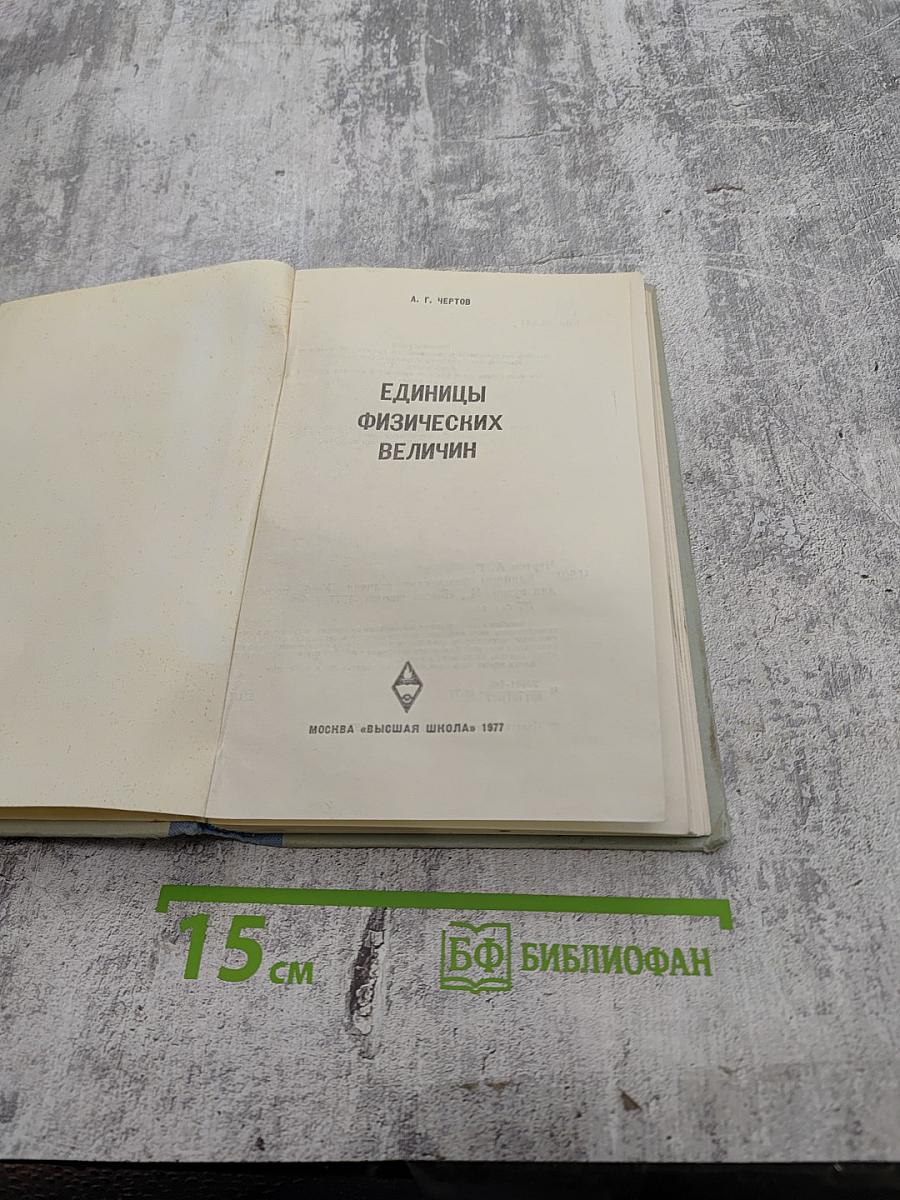 А. Г. ЧЕРТОВ
ЕДИНИЦЫ
ФИЗИЧЕСКИХ
ВЕЛИЧИН
МОСКВА «ВЫСШАЯ ШКОЛА» 1977
15 см
БФ БИБЛИОФАН